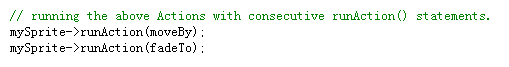 // running the above Actions with consecutive runAction() statements.
mySprite->runAction(moveBy);
mySprite->runAction(fadeTo);